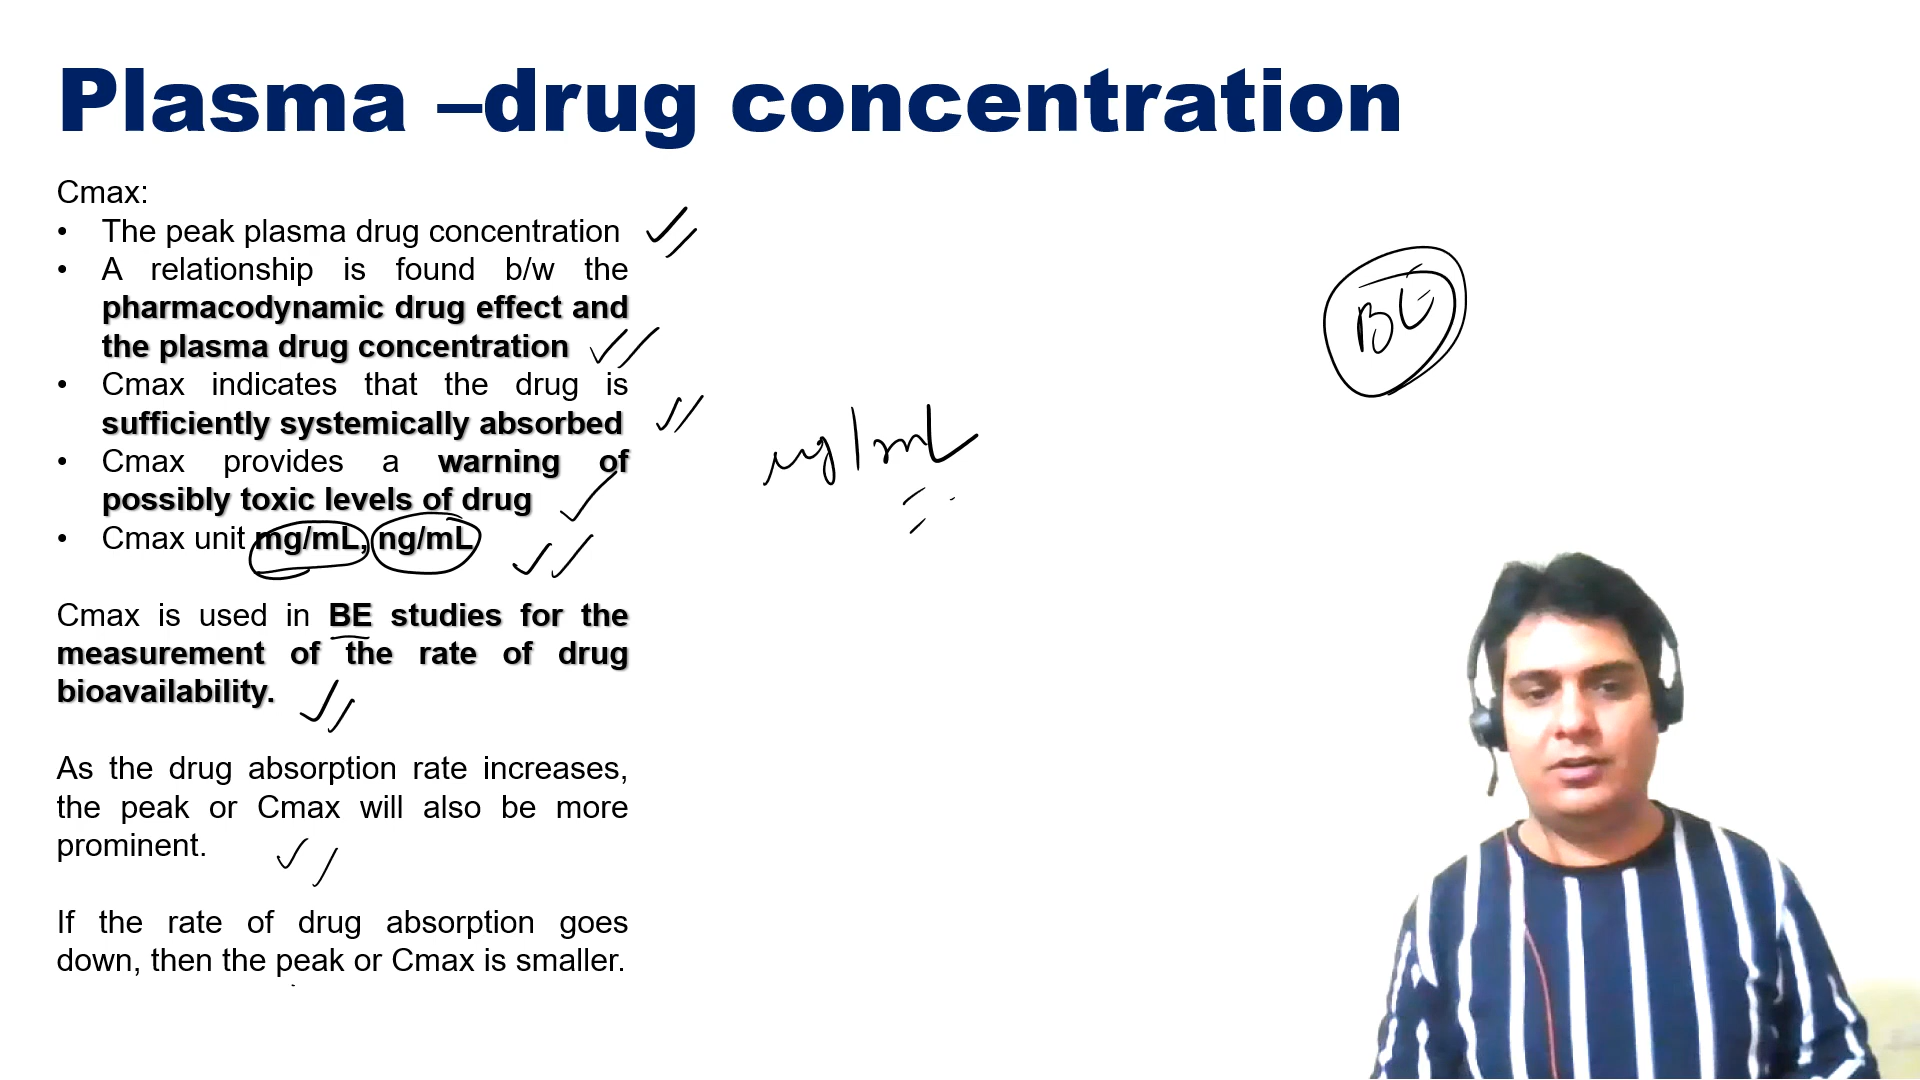 Plasma –drug concentration
Cmax:
• The peak plasma drug concentration
• A relationship is found b/w the
pharmacodynamic drug effect and
the plasma drug concentration
• Cmax indicates that the drug is
sufficiently systemically absorbed
• Cmax provides a warning of
possibly toxic levels of drug
• Cmax unit mg/mL, ng/mL
Cmax is used in BE studies for the
measurement of the rate of drug
bioavailability.
As the drug absorption rate increases,
the peak or Cmax will also be more
prominent.
If the rate of drug absorption goes
down, then the peak or Cmax is smaller.
µg/mL
BE